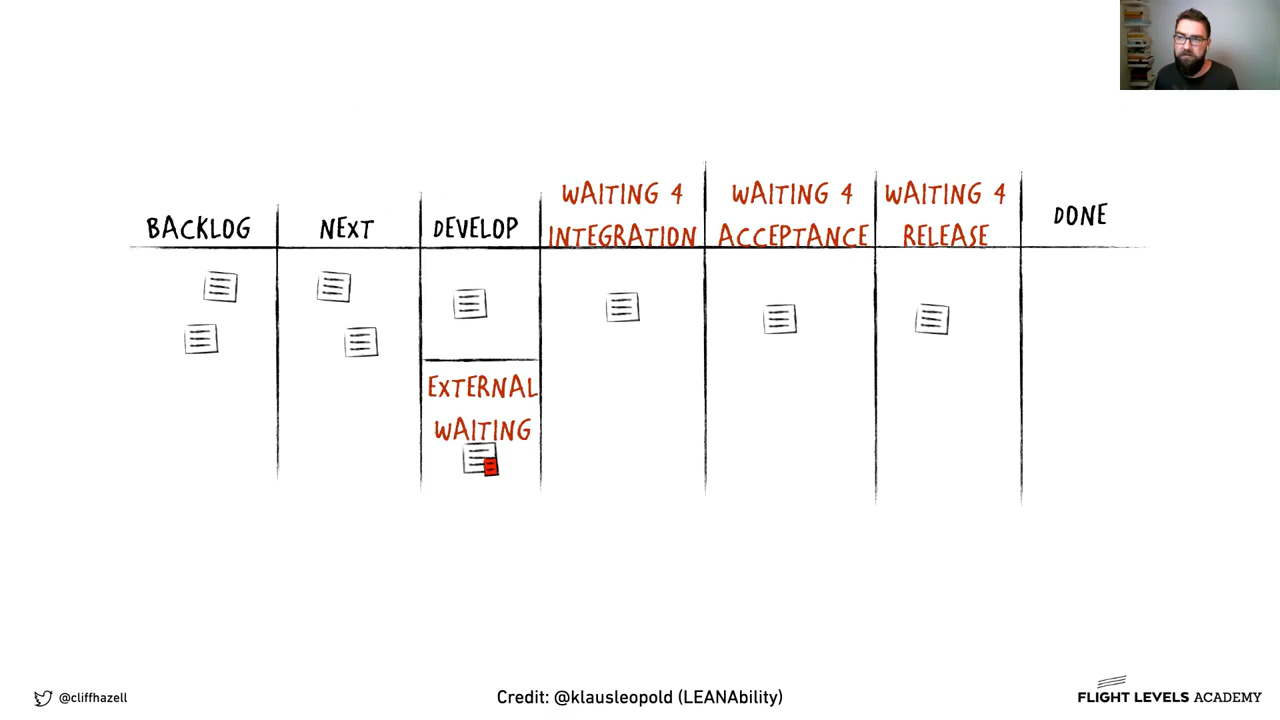 BACKLOG
NEXT
DEVELOP
WAITING 4
INTEGRATION
WAITING 4
ACCEPTANCE
WAITING 4
RELEASE
DONE
EXTERNAL
WAITING
@cliffhazell
Credit: @klausleopold (LEANAbility)
FLIGHT LEVELS ACADEMY